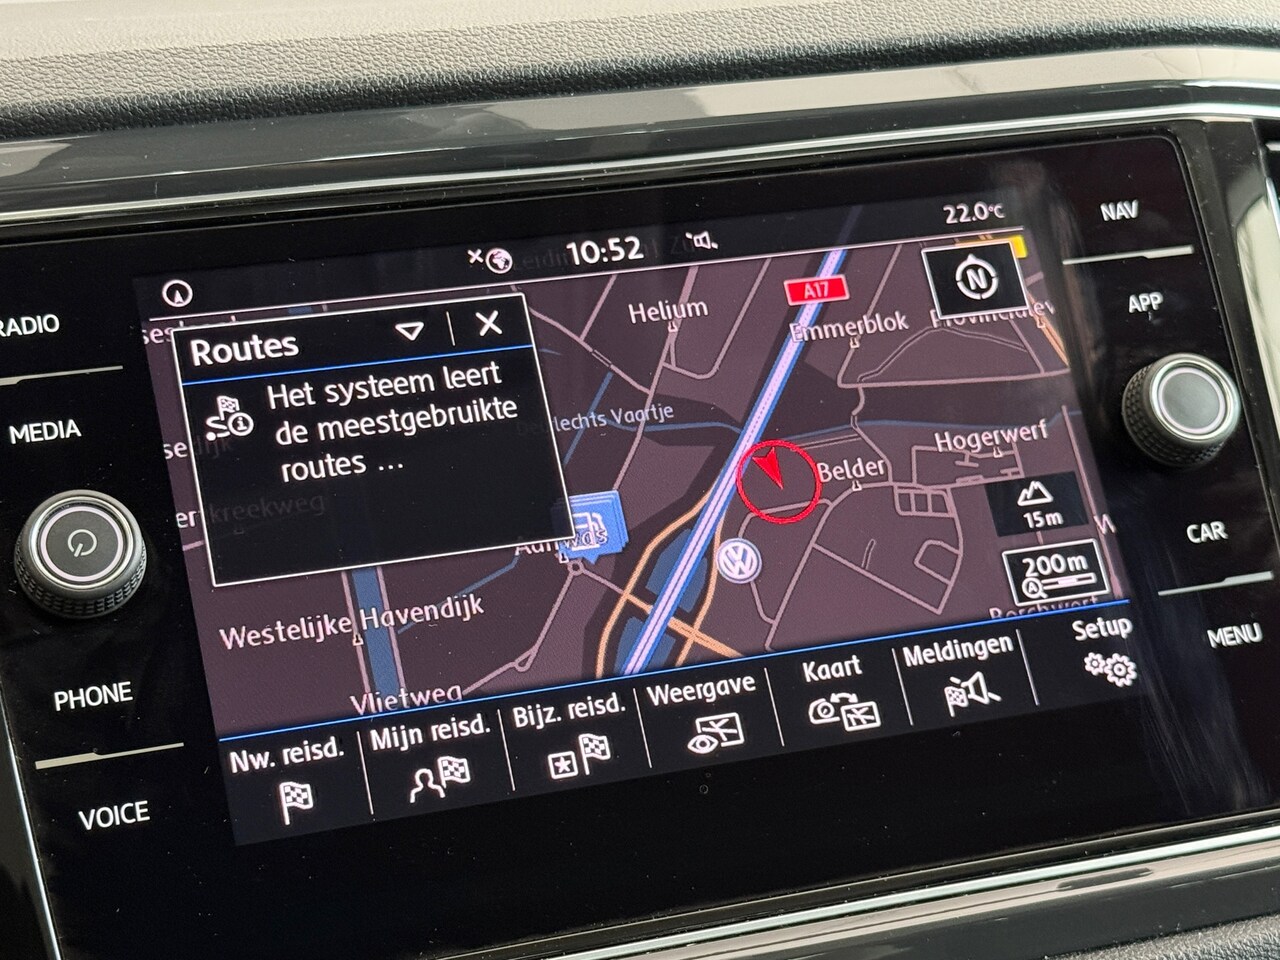 22.0°C
10:52
NAV
RADIO
Routes
Het systeem leert
de meestgebruikte
routes ...
Helium
A17
Emmerblok
N
APP
MEDIA
Vaartje
Belder
Hogerwerf
15m
kreekweg
200m
CAR
Westelijke Havendijk
Vlietweg
PHONE
Nw. reisd.
Mijn reisd.
Bijz. reisd.
Weergave
Kaart
Meldingen
Setup
MENU
VOICE